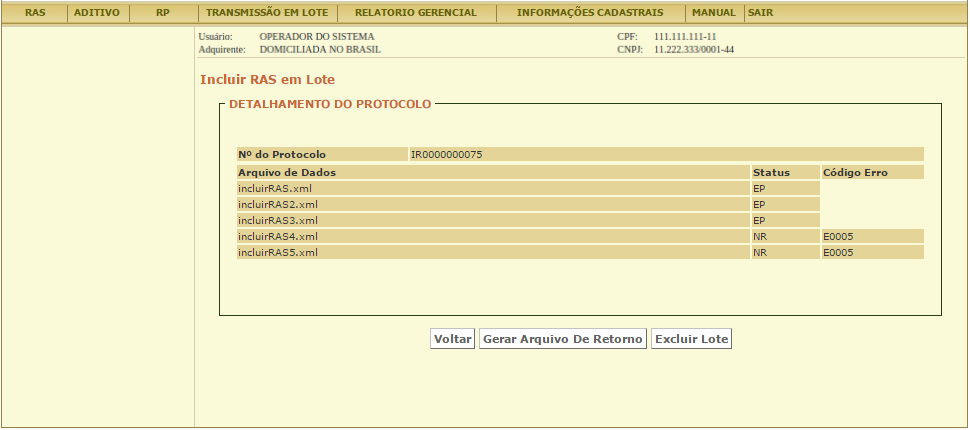 RAS ADITIVO RP TRANSMISSÃO EM LOTE RELATORIO GERENCIAL INFORMAÇÕES CADASTRAIS MANUAL SAIR
Usuário: OPERADOR DO SISTEMA CPF: 111.111.111-11
Adquirente: DOMICILIADA NO BRASIL CNPJ: 11.222.333/0001-44
Incluir RAS em Lote
DETALHAMENTO DO PROTOCOLO
Nº do Protocolo IR0000000075
Arquivo de Dados Status Código Erro
incluirRAS.xml EP
incluirRAS2.xml EP
incluirRAS3.xml EP
incluirRAS4.xml NR E0005
incluirRAS5.xml NR E0005
Voltar Gerar Arquivo De Retorno Excluir Lote